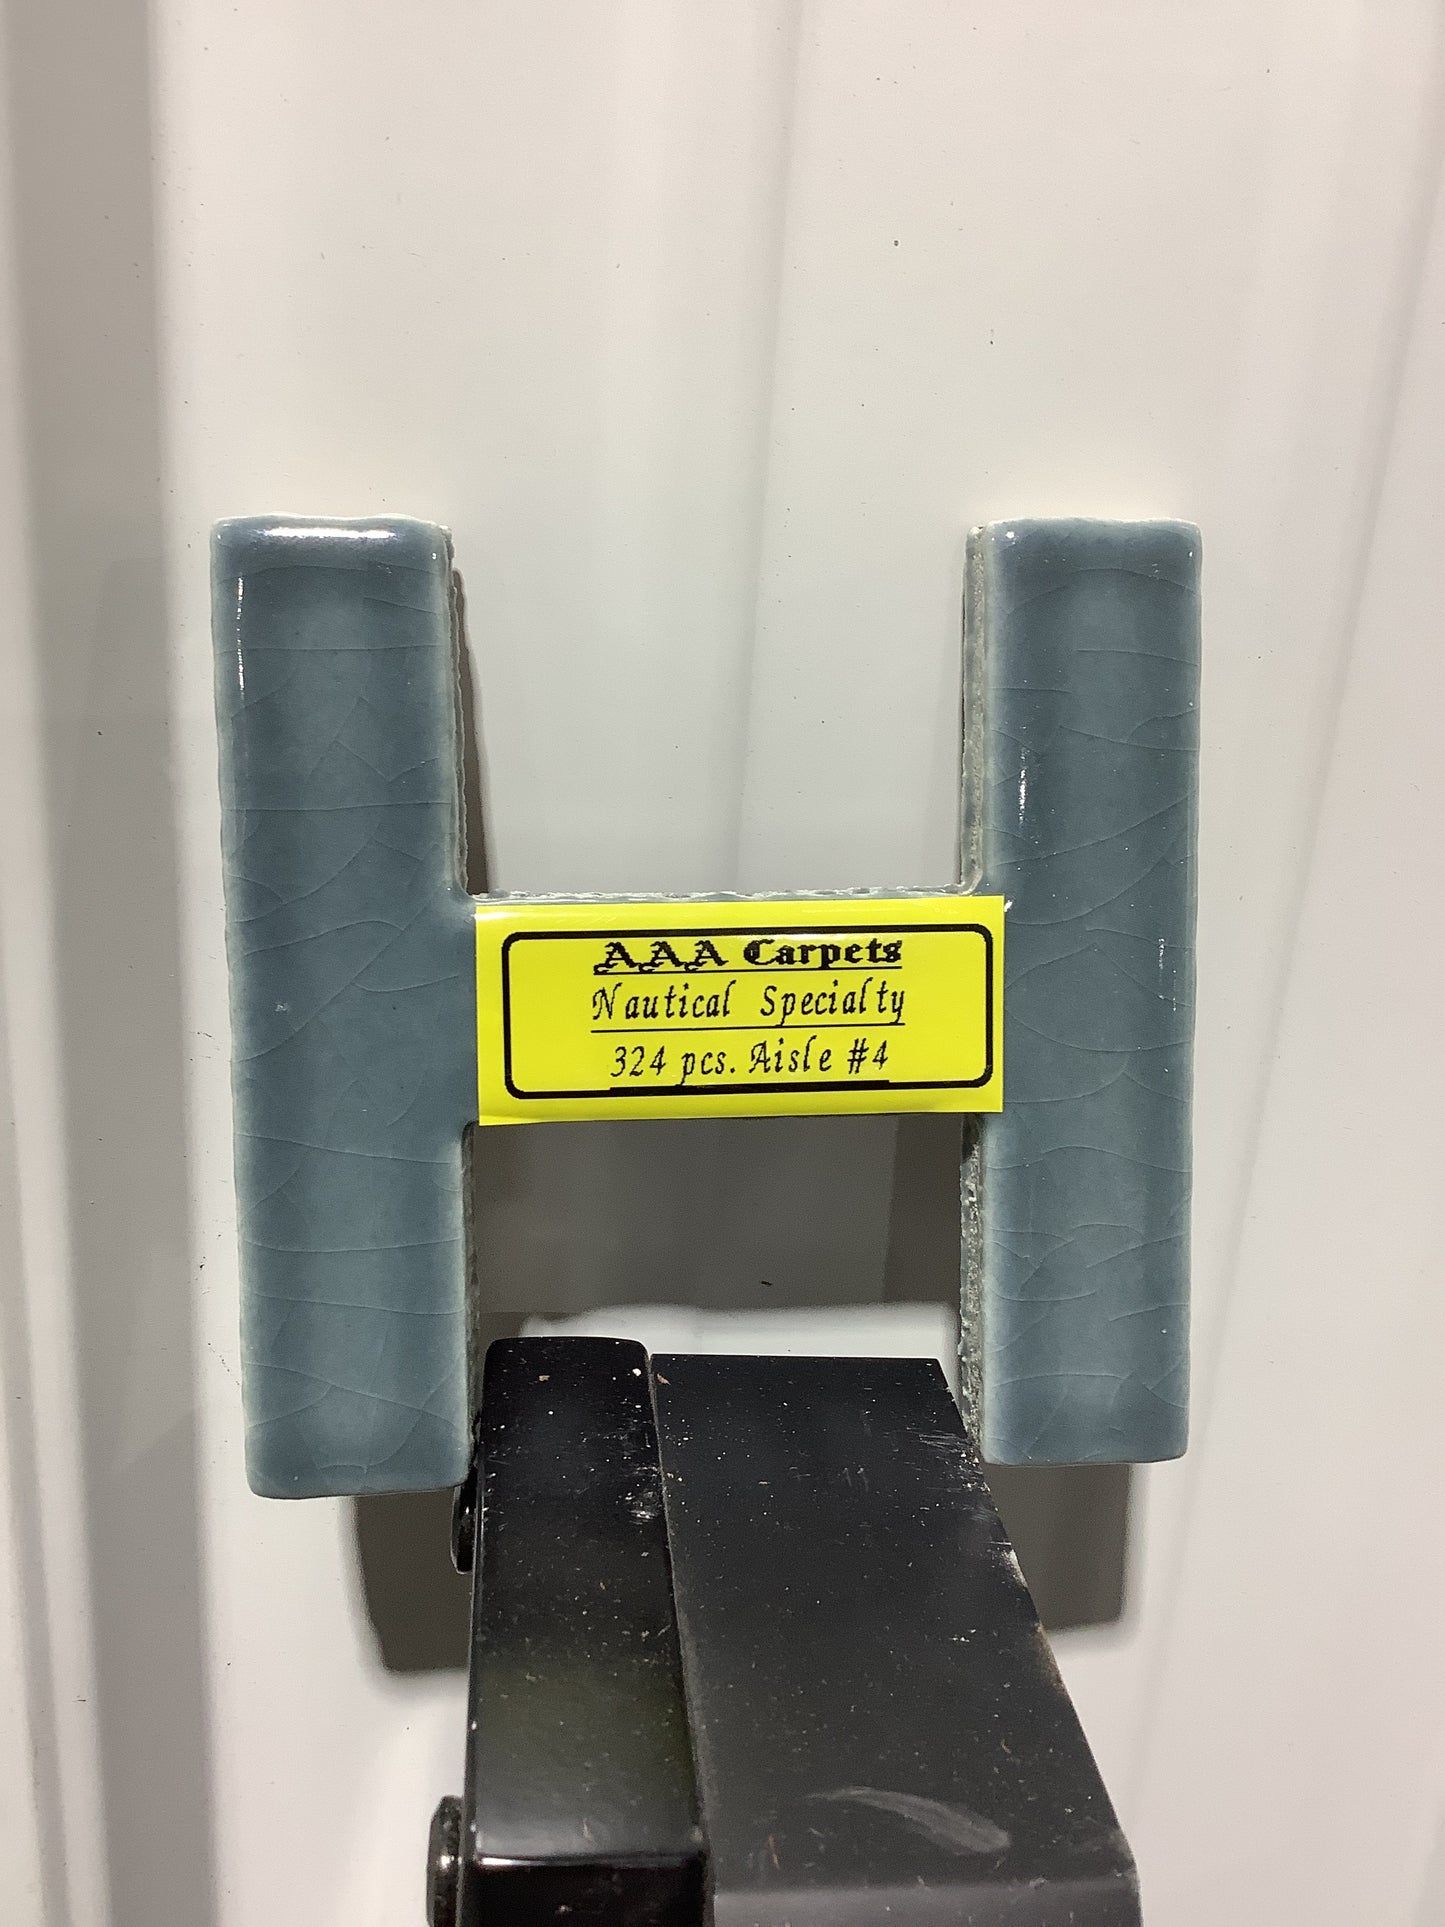 H
AAA Carpets
Nautical Specialty
324 pcs. Aisle #4